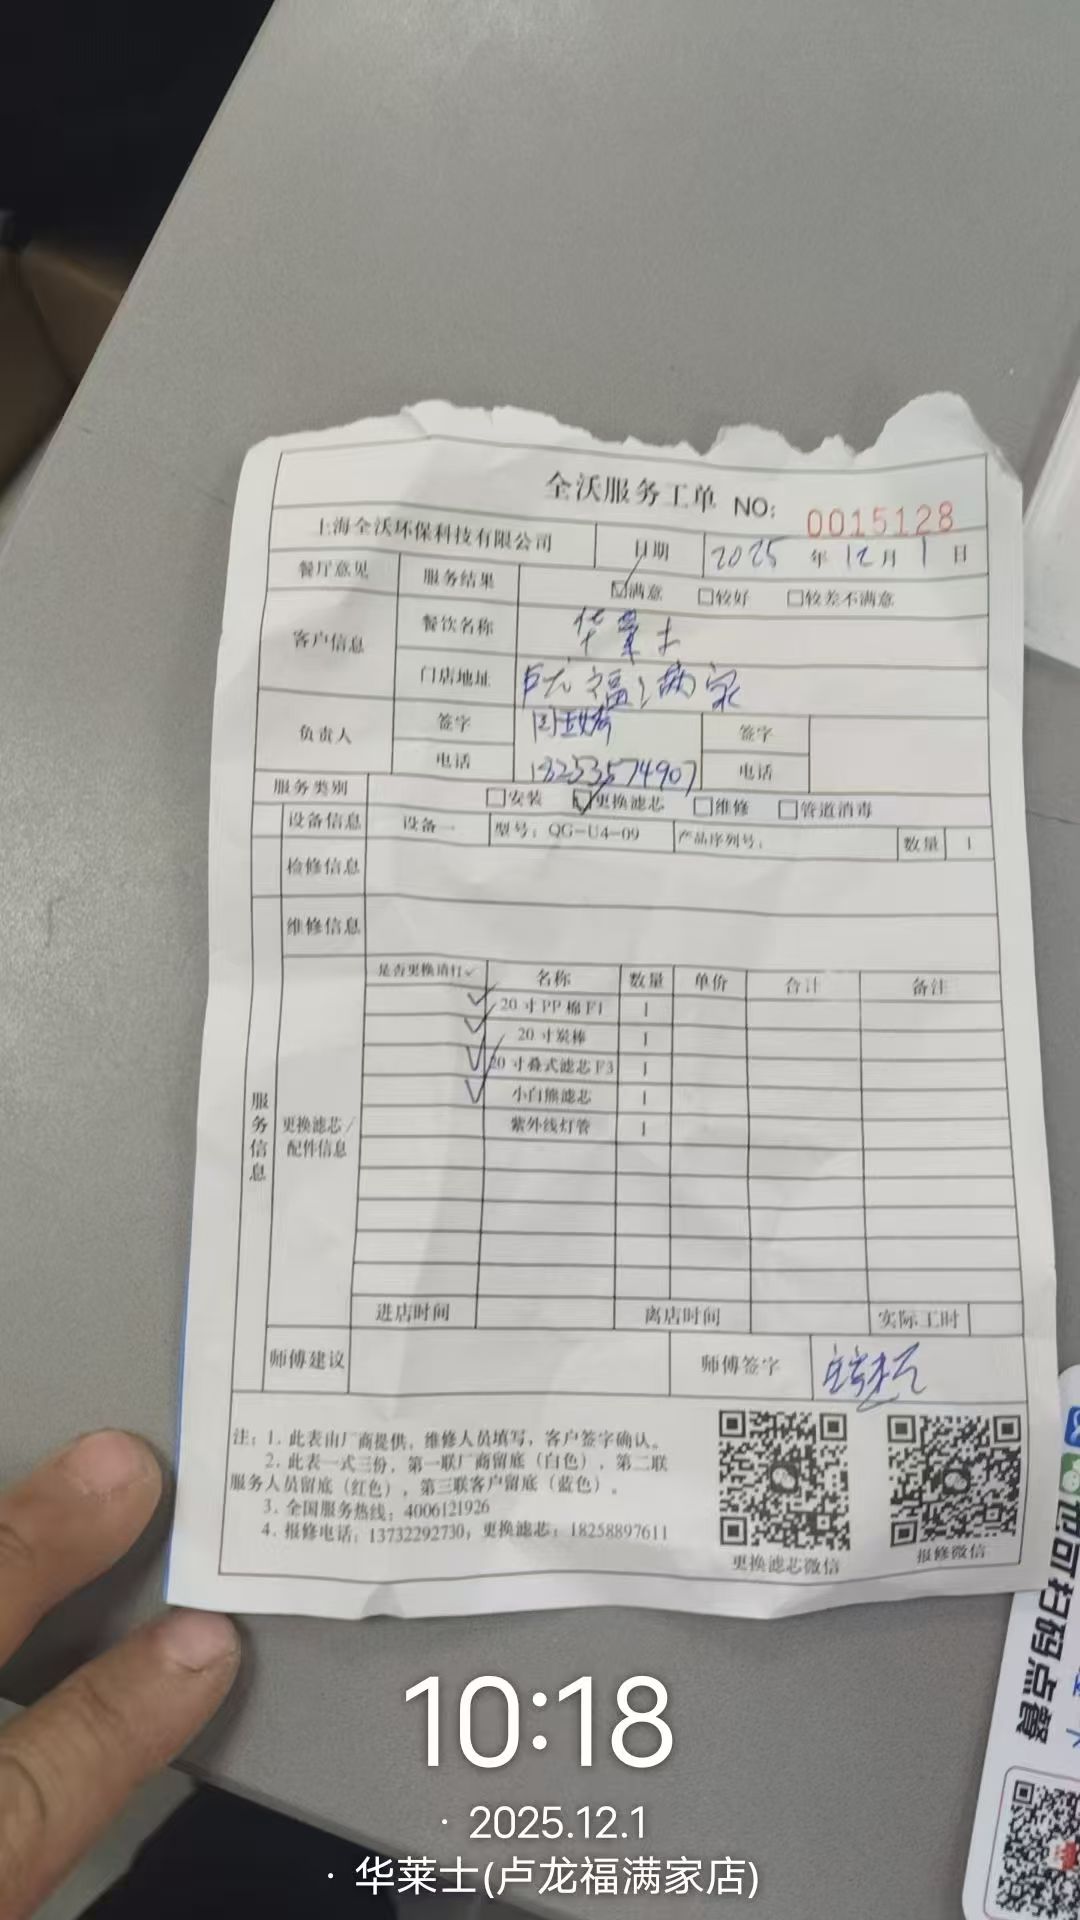 全沃服务工单 NO: 0015128
上海全沃环保科技有限公司 日期 2025 年 12 月 1 日
餐厅意见 服务结果 ☑满意 □较好 □较差不满意
客户信息 餐饮名称 华莱士
门店地址 卢龙福满家
负责人 签字 签字
电话 18253574907 电话
服务类别 □安装 ☑更换滤芯 □维修 □管道消毒
设备信息 设备一 型号: QG-U4-09 产品序列号: 数量 1
检修信息
维修信息
服务信息
更换滤芯/配件信息
是否更换请打✓ 名称 数量 单价 合计 备注
✓ 20寸PP棉F1 1
✓ 20寸炭棒 1
✓ 20寸叠式滤芯F3 1
✓ 小白熊滤芯 1
紫外线灯管 1
进店时间 离店时间 实际工时
师傅建议 师傅签字
注: 1. 此表由厂商提供, 维修人员填写, 客户签字确认。
2. 此表一式三份, 第一联厂商留底 (白色), 第二联
服务人员留底 (红色), 第三联客户留底 (蓝色)。
3. 全国服务热线: 4006121926
4. 报修电话: 13732292730; 更换滤芯: 18258897611
更换滤芯微信 报修微信
扫码点餐
10:18
· 2025.12.1
· 华莱士(卢龙福满家店)